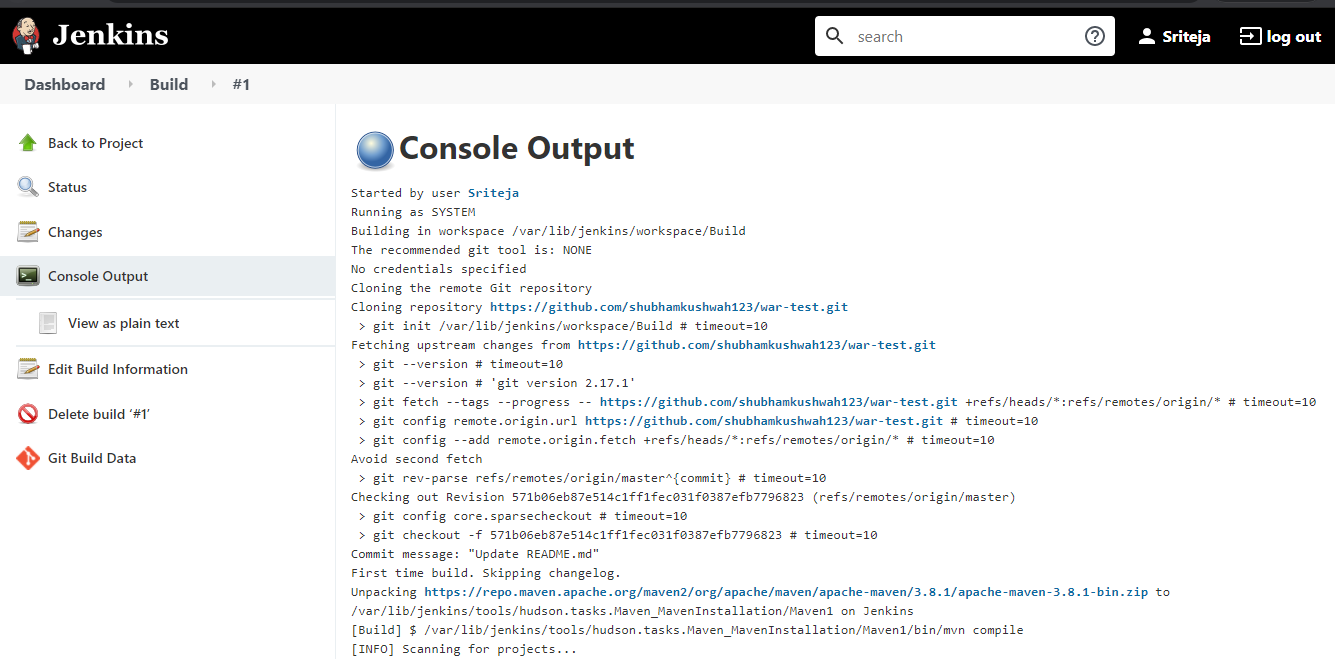 Jenkins
search
Sriteja
log out
Dashboard
Build
#1
Back to Project
Status
Changes
Console Output
View as plain text
Edit Build Information
Delete build ‘#1’
Git Build Data
Console Output
Started by user Sriteja
Running as SYSTEM
Building in workspace /var/lib/jenkins/workspace/Build
The recommended git tool is: NONE
No credentials specified
Cloning the remote Git repository
Cloning repository https://github.com/shubhamkushwah123/war-test.git
> git init /var/lib/jenkins/workspace/Build # timeout=10
Fetching upstream changes from https://github.com/shubhamkushwah123/war-test.git
> git --version # timeout=10
> git --version # 'git version 2.17.1'
> git fetch --tags --progress -- https://github.com/shubhamkushwah123/war-test.git +refs/heads/*:refs/remotes/origin/* # timeout=10
> git config remote.origin.url https://github.com/shubhamkushwah123/war-test.git # timeout=10
> git config --add remote.origin.fetch +refs/heads/*:refs/remotes/origin/* # timeout=10
Avoid second fetch
> git rev-parse refs/remotes/origin/master^{commit} # timeout=10
Checking out Revision 571b06eb87e514c1ff1fec031f0387efb7796823 (refs/remotes/origin/master)
> git config core.sparsecheckout # timeout=10
> git checkout -f 571b06eb87e514c1ff1fec031f0387efb7796823 # timeout=10
Commit message: "Update README.md"
First time build. Skipping changelog.
Unpacking https://repo.maven.apache.org/maven2/org/apache/maven/apache-maven/3.8.1/apache-maven-3.8.1-bin.zip to
/var/lib/jenkins/tools/hudson.tasks.Maven_MavenInstallation/Maven1 on Jenkins
[Build] $ /var/lib/jenkins/tools/hudson.tasks.Maven_MavenInstallation/Maven1/bin/mvn compile
[INFO] Scanning for projects...